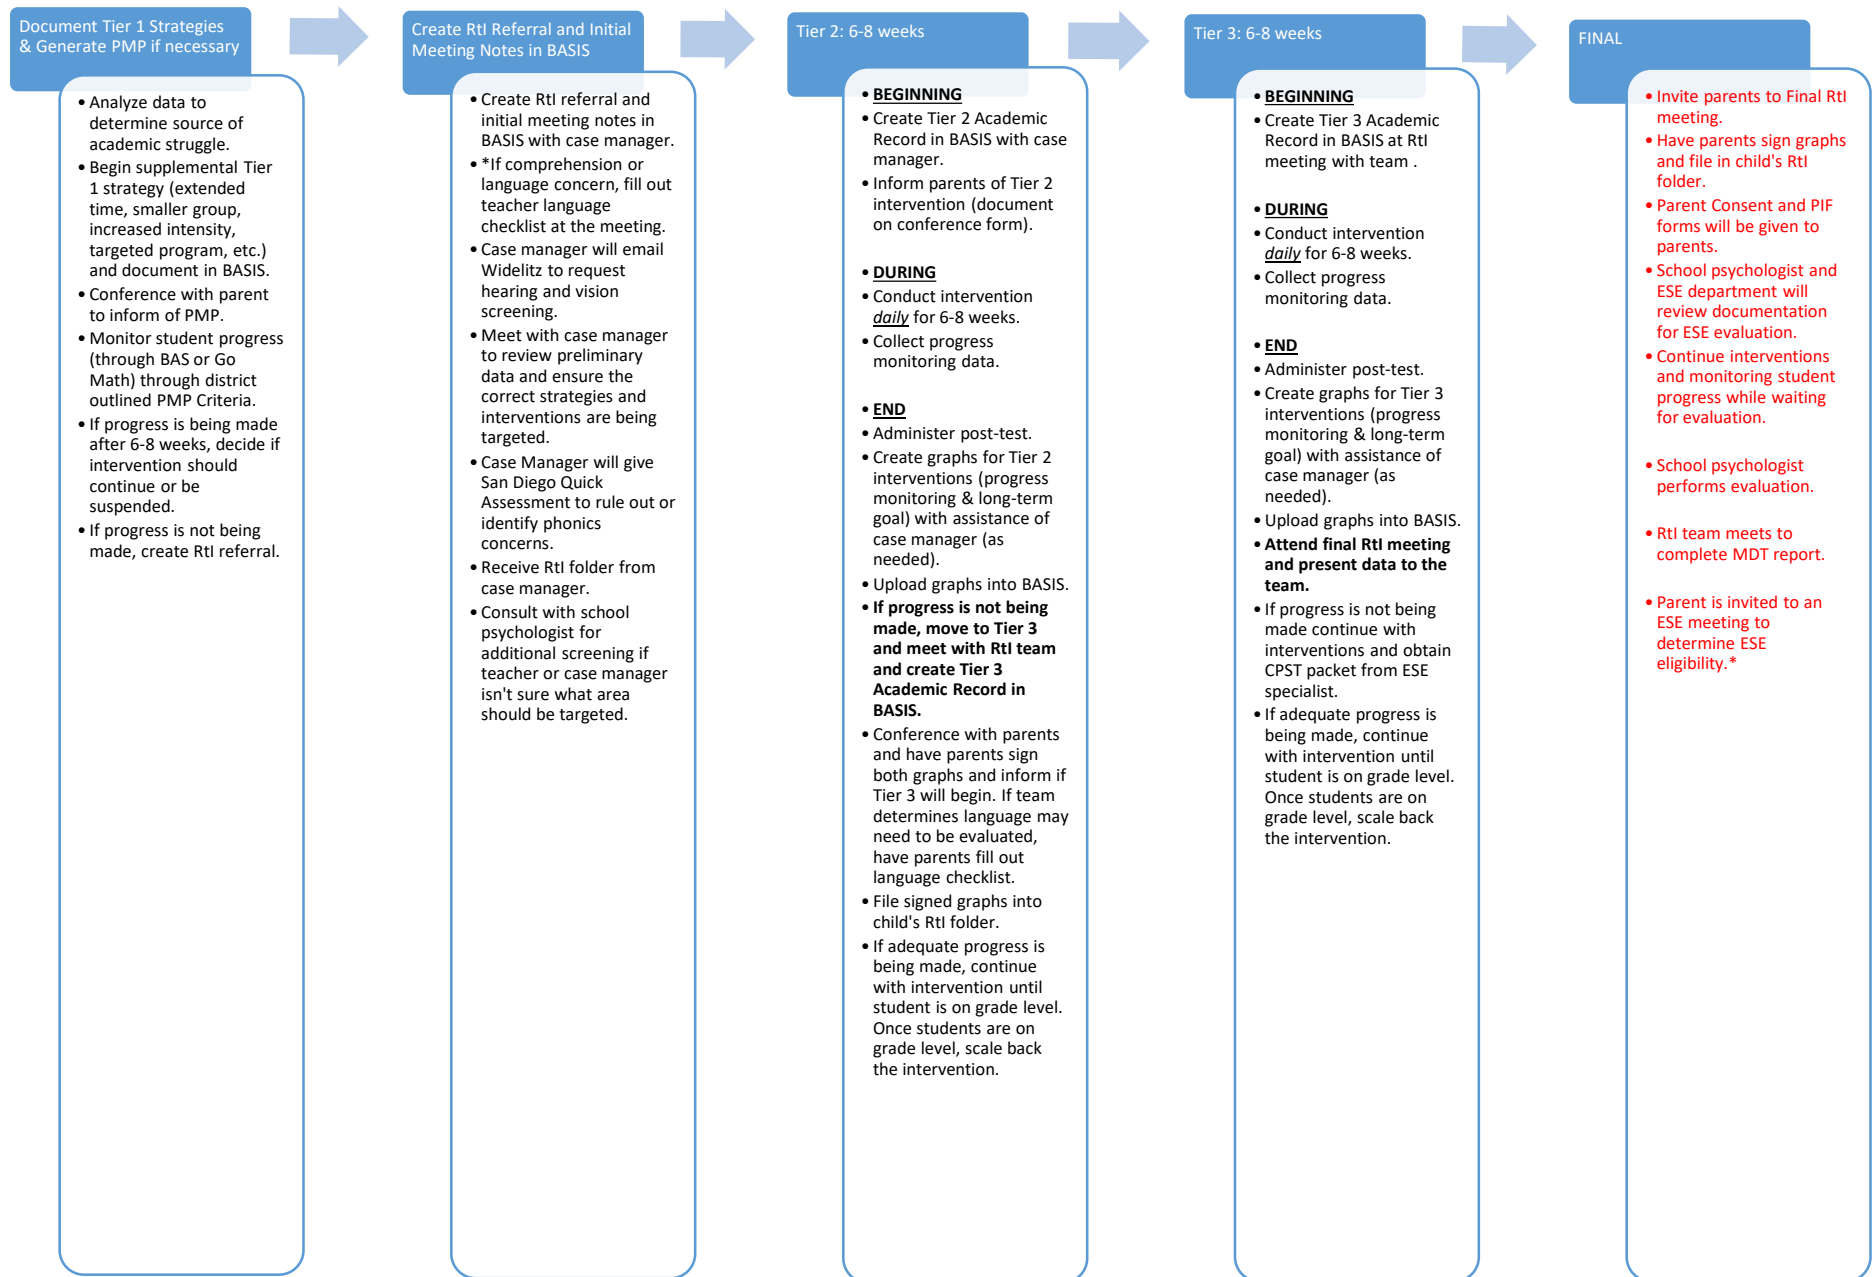 Document Tier 1 Strategies
& Generate PMP if necessary
• Analyze data to
determine source of
academic struggle.
• Begin supplemental Tier
1 strategy (extended
time, smaller group,
increased intensity,
targeted program, etc.)
and document in BASIS.
• Conference with parent
to inform of PMP.
• Monitor student progress
(through BAS or Go
Math) through district
outlined PMP Criteria.
• If progress is being made
after 6-8 weeks, decide if
intervention should
continue or be
suspended.
• If progress is not being
made, create RtI referral.
Create RtI Referral and Initial
Meeting Notes in BASIS
• Create RtI referral and
initial meeting notes in
BASIS with case manager.
• *If comprehension or
language concern, fill out
teacher language
checklist at the meeting.
• Case manager will email
Widelitz to request
hearing and vision
screening.
• Meet with case manager
to review preliminary
data and ensure the
correct strategies and
interventions are being
targeted.
• Case Manager will give
San Diego Quick
Assessment to rule out or
identify phonics
concerns.
• Receive RtI folder from
case manager.
• Consult with school
psychologist for
additional screening if
teacher or case manager
isn't sure what area
should be targeted.
Tier 2: 6-8 weeks
• BEGINNING
• Create Tier 2 Academic
Record in BASIS with case
manager.
• Inform parents of Tier 2
intervention (document
on conference form).
• DURING
• Conduct intervention
daily for 6-8 weeks.
• Collect progress
monitoring data.
• END
• Administer post-test.
• Create graphs for Tier 2
interventions (progress
monitoring & long-term
goal) with assistance of
case manager (as
needed).
• Upload graphs into BASIS.
• If progress is not being
made, move to Tier 3
and meet with RtI team
and create Tier 3
Academic Record in
BASIS.
• Conference with parents
and have parents sign
both graphs and inform if
Tier 3 will begin. If team
determines language may
need to be evaluated,
have parents fill out
language checklist.
• File signed graphs into
child's RtI folder.
• If adequate progress is
being made, continue
with intervention until
student is on grade level.
Once students are on
grade level, scale back
the intervention.
Tier 3: 6-8 weeks
• BEGINNING
• Create Tier 3 Academic
Record in BASIS at RtI
meeting with team .
• DURING
• Conduct intervention
daily for 6-8 weeks.
• Collect progress
monitoring data.
• END
• Administer post-test.
• Create graphs for Tier 3
interventions (progress
monitoring & long-term
goal) with assistance of
case manager (as
needed).
• Upload graphs into BASIS.
• Attend final RtI meeting
and present data to the
team.
• If progress is not being
made continue with
interventions and obtain
CPST packet from ESE
specialist.
• If adequate progress is
being made, continue
with intervention until
student is on grade level.
Once students are on
grade level, scale back
the intervention.
FINAL
• Invite parents to Final RtI
meeting.
• Have parents sign graphs
and file in child's RtI
folder.
• Parent Consent and PIF
forms will be given to
parents.
• School psychologist and
ESE department will
review documentation
for ESE evaluation.
• Continue interventions
and monitoring student
progress while waiting
for evaluation.
• School psychologist
performs evaluation.
• RtI team meets to
complete MDT report.
• Parent is invited to an
ESE meeting to
determine ESE
eligibility.*